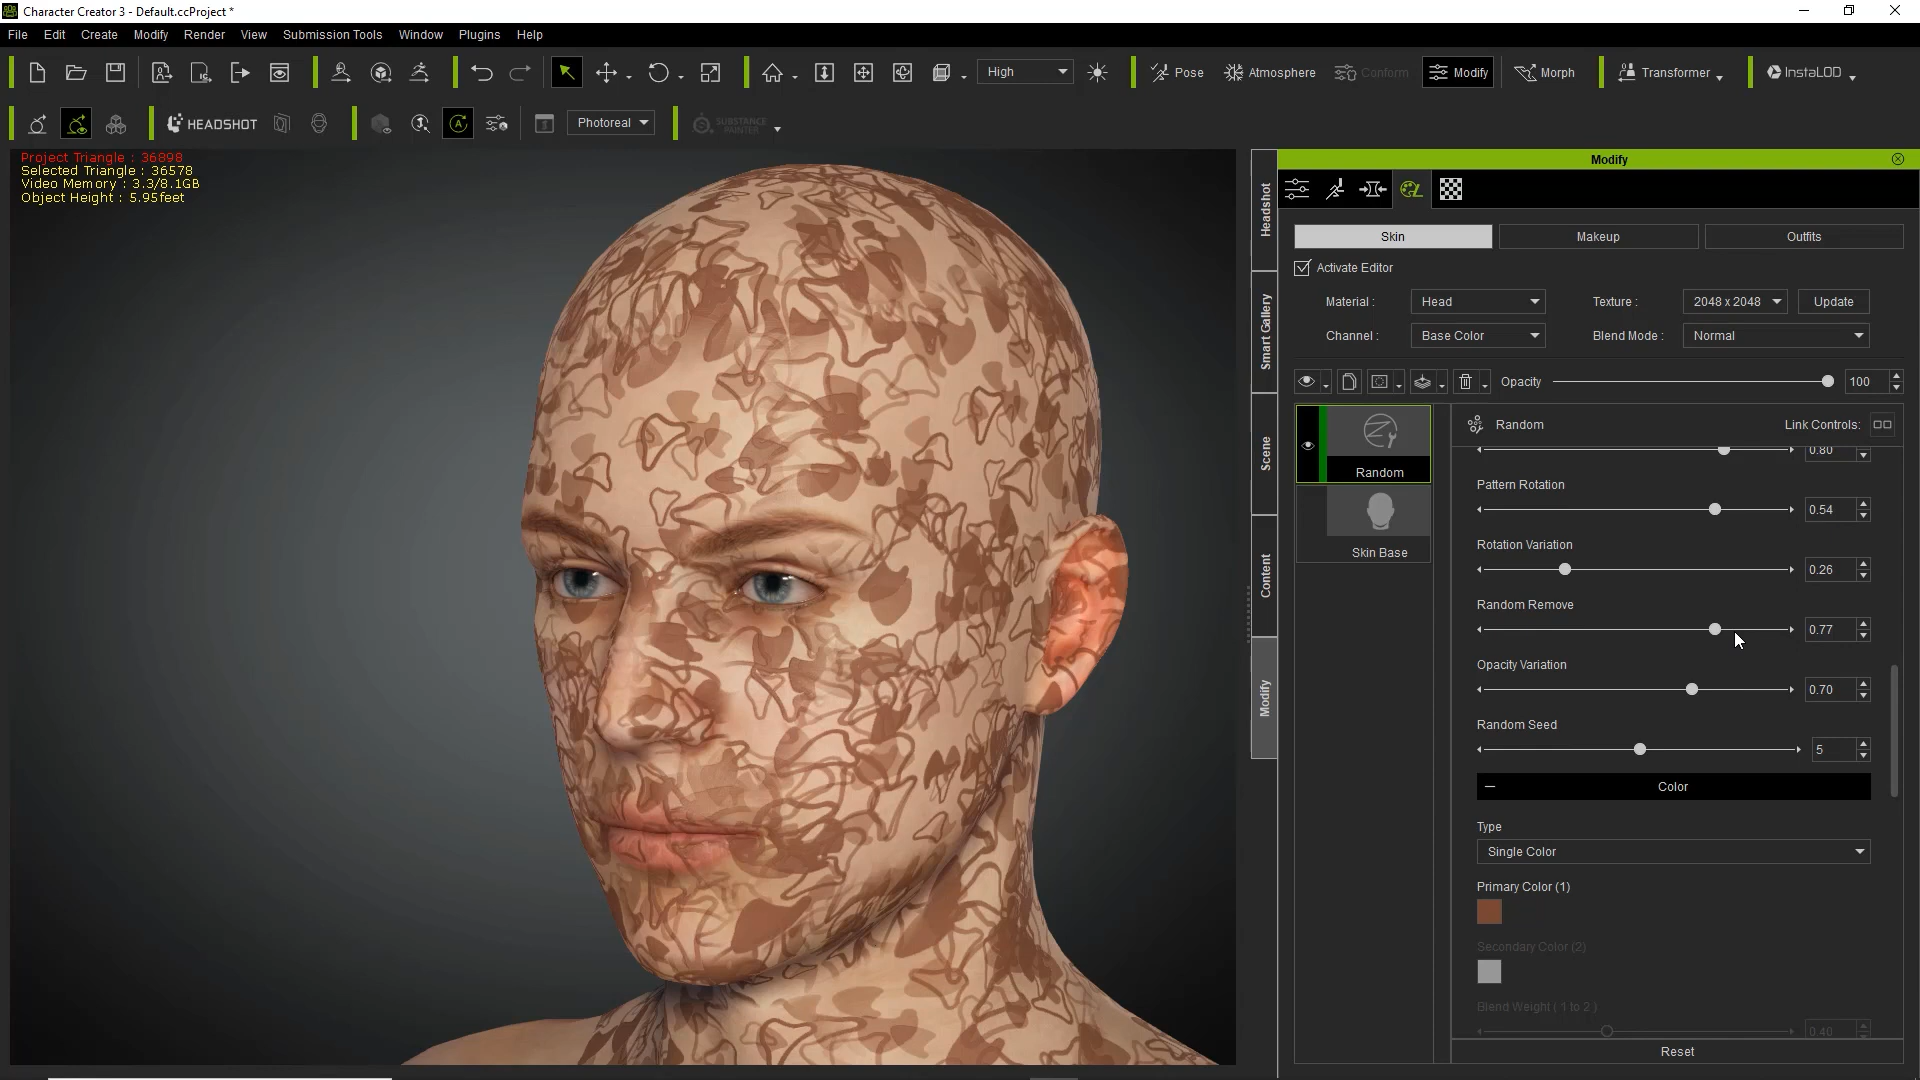 Character Creator 3 - Default.ccProject *
File Edit Create Modify Render View Submission Tools Window Plugins Help
High Pose Atmosphere Conform Modify Morph Transformer InstaLOD
HEADSHOT Photoreal SUBSTANCE PAINTER
Project Triangle : 36898
Selected Triangle : 36578
Video Memory : 3.3/8.1GB
Object Height : 5.95feet
Headshot
Smart Gallery
Scene
Content
Modify
Modify
Skin Makeup Outfits
Activate Editor
Material : Head Texture : 2048 x 2048 Update
Channel : Base Color Blend Mode : Normal
Opacity 100
Random
Skin Base
Random Link Controls:
0.80
Pattern Rotation
0.54
Rotation Variation
0.26
Random Remove
0.77
Opacity Variation
0.70
Random Seed
5
Color
Type
Single Color
Primary Color (1)
Secondary Color (2)
Blend Weight ( 1 to 2 )
0.40
Reset